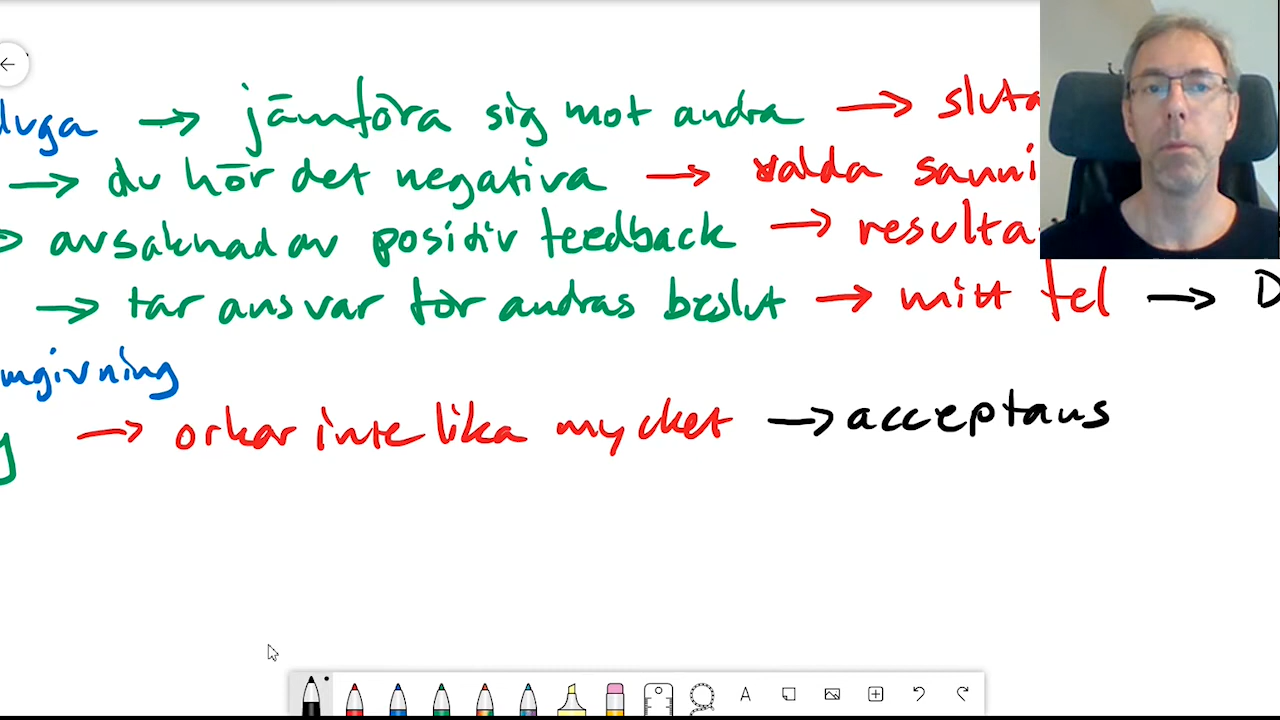 duga → jämföra sig mot andra → sluta
→ du hör det negativa → valda sanni
→ avsaknad av positiv feedback → resulta
→ tar ansvar för andras beslut → mitt fel → D
mgivning
y → orkar inte lika mycket → acceptans
A